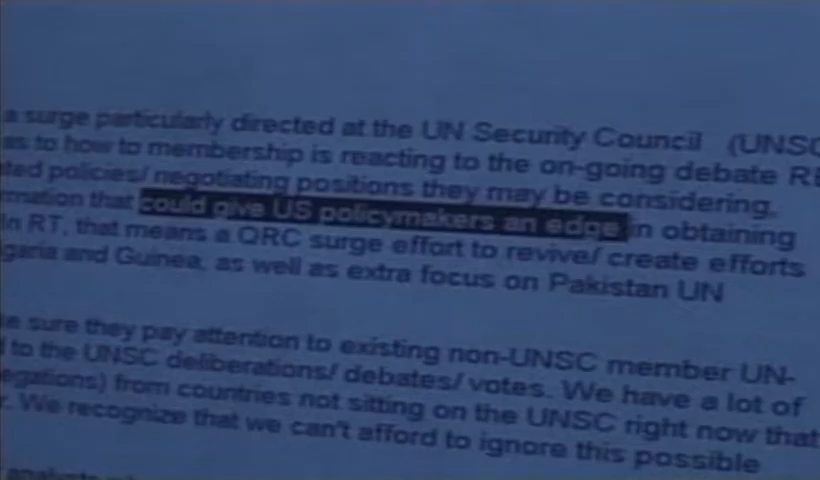 a surge particularly directed at the UN Security Council (UNSC
as to how to membership is reacting to the on-going debate RE
policies/ negotiating positions they may be considering,
that could give US policymakers an edge in obtaining
In RT, that means a QRC surge effort to revive/ create efforts
and Guinea, as well as extra focus on Pakistan UN
sure they pay attention to existing non-UNSC member UN-
to the UNSC deliberations/ debates/ votes. We have a lot of
from countries not sitting on the UNSC right now that
We recognize that we can't afford to ignore this possible